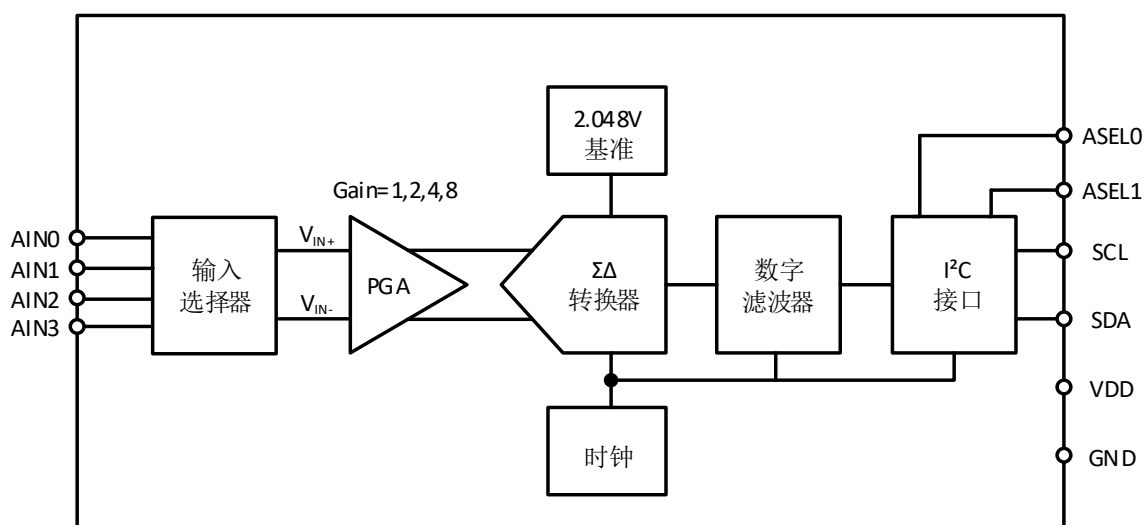 2.048V
基准
Gain=1,2,4,8
ASEL0
ASEL1
AIN0
AIN1
AIN2
AIN3
输入
选择器
VIN+
VIN-
PGA
ΣΔ
转换器
数字
滤波器
I²C
接口
SCL
SDA
VDD
GND
时钟